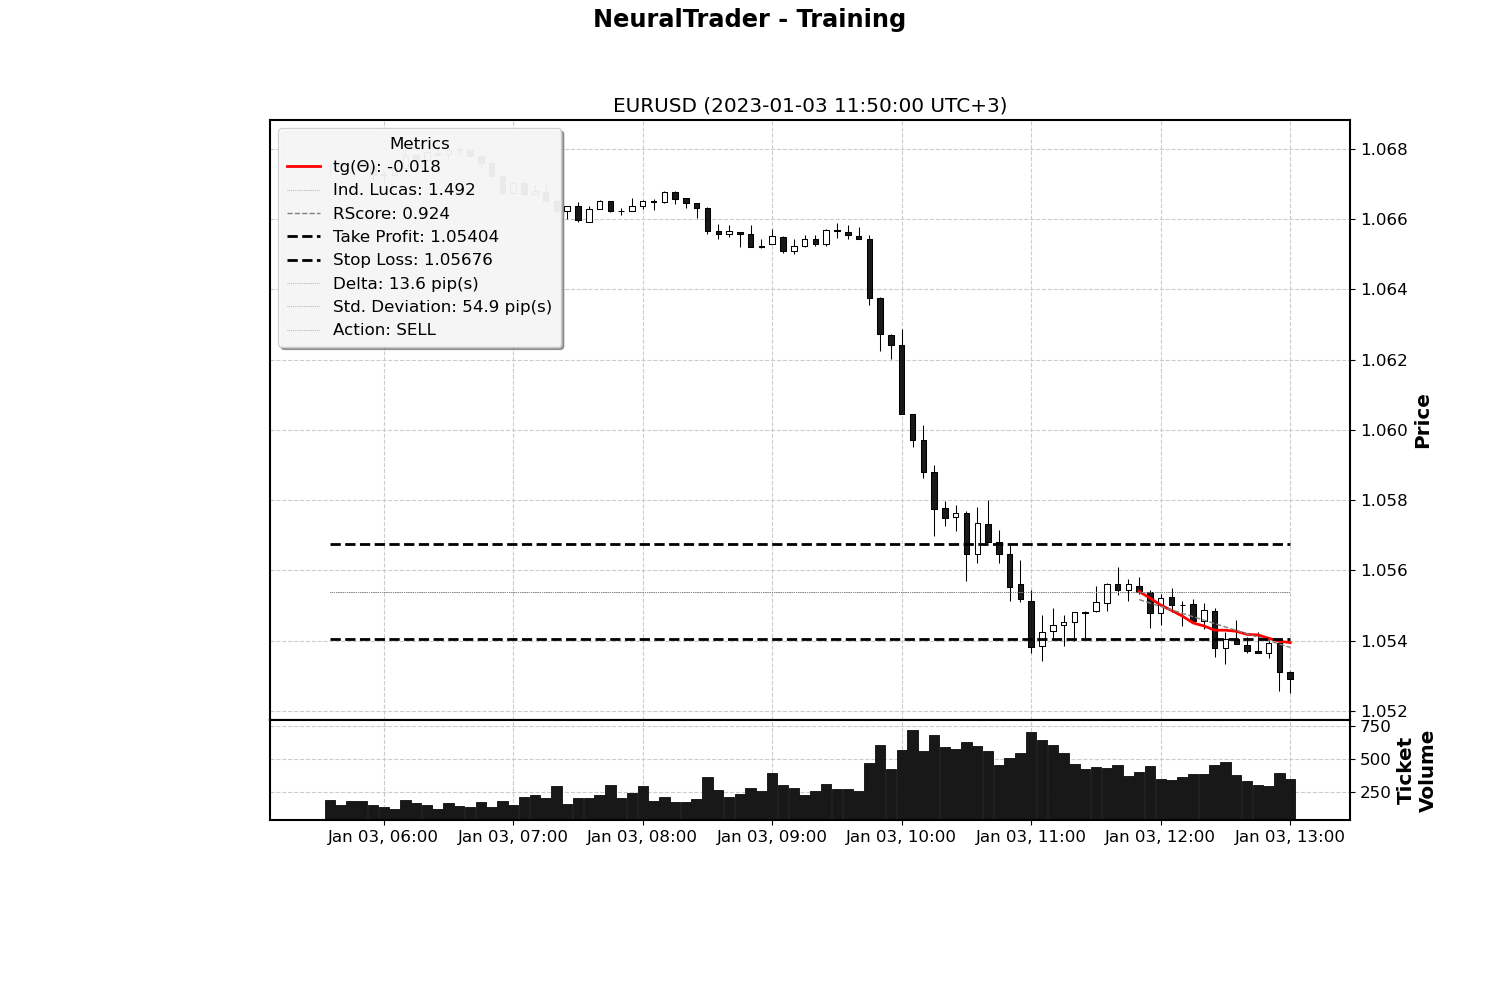 NeuralTrader - Training
EURUSD (2023-01-03 11:50:00 UTC+3)
Metrics
tg(Θ): -0.018
Ind. Lucas: 1.492
RScore: 0.924
Take Profit: 1.05404
Stop Loss: 1.05676
Delta: 13.6 pip(s)
Std. Deviation: 54.9 pip(s)
Action: SELL
1.068
1.066
1.064
1.062
1.060
1.058
1.056
1.054
1.052
Price
750
500
250
Ticket
Volume
Jan 03, 06:00 Jan 03, 07:00 Jan 03, 08:00 Jan 03, 09:00 Jan 03, 10:00 Jan 03, 11:00 Jan 03, 12:00 Jan 03, 13:00